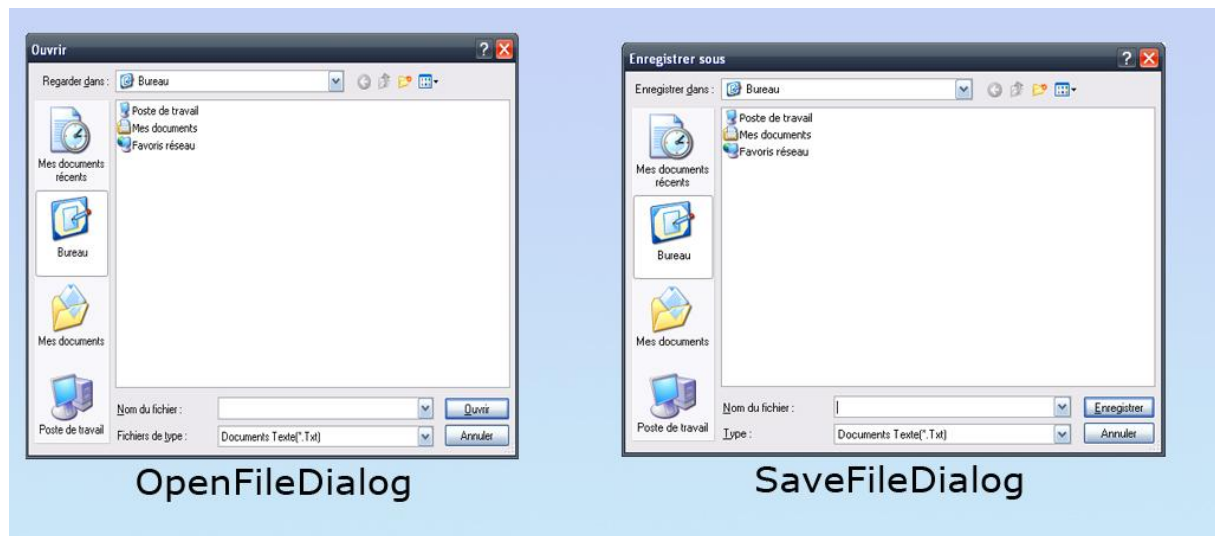 Ouvrir
Regarder dans :
Bureau
Poste de travail
Mes documents
Favoris réseau
Mes documents
récents
Bureau
Mes documents
Poste de travail
Nom du fichier :
Ouvrir
Fichiers de type :
Documents Texte(*.Txt)
Annuler
OpenFileDialog
Enregistrer sous
Enregistrer dans :
Bureau
Poste de travail
Mes documents
Favoris réseau
Mes documents
récents
Bureau
Mes documents
Poste de travail
Nom du fichier :
Enregistrer
Type :
Documents Texte(*.Txt)
Annuler
SaveFileDialog